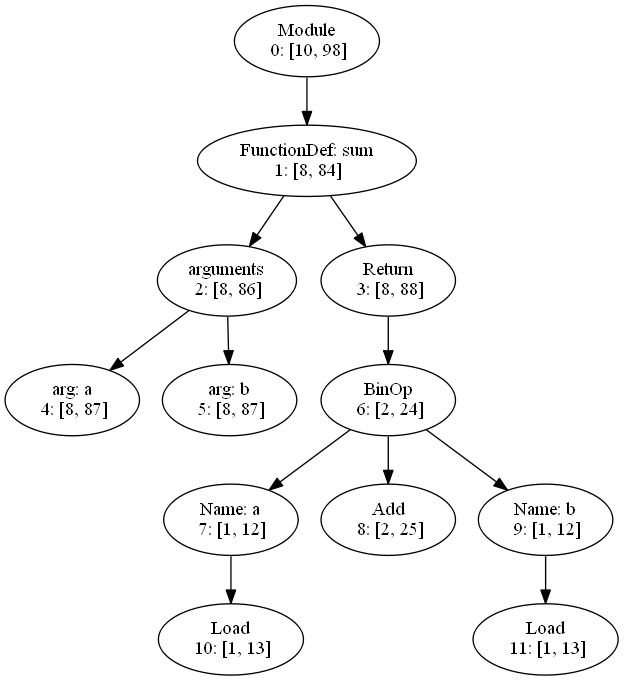 Module
0: [10, 98]
FunctionDef: sum
1: [8, 84]
arguments
2: [8, 86]
Return
3: [8, 88]
arg: a
4: [8, 87]
arg: b
5: [8, 87]
BinOp
6: [2, 24]
Name: a
7: [1, 12]
Add
8: [2, 25]
Name: b
9: [1, 12]
Load
10: [1, 13]
Load
11: [1, 13]